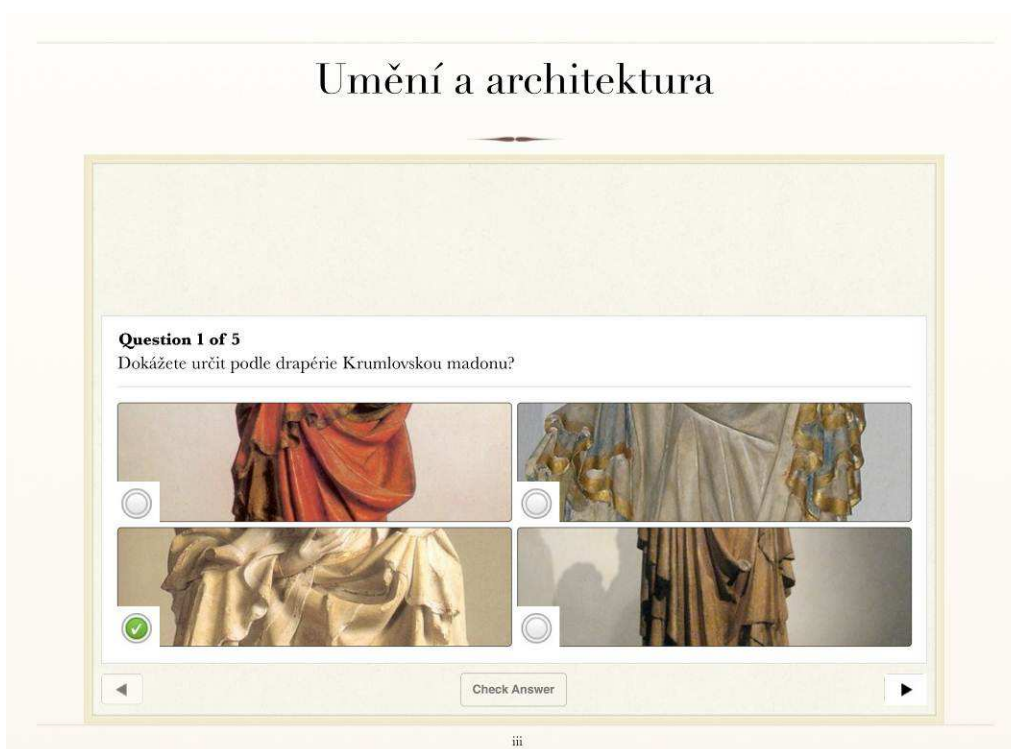 Umění a architektura
Question 1 of 5
Dokážete určit podle drapérie Krumlovskou madonu?
Check Answer
iii